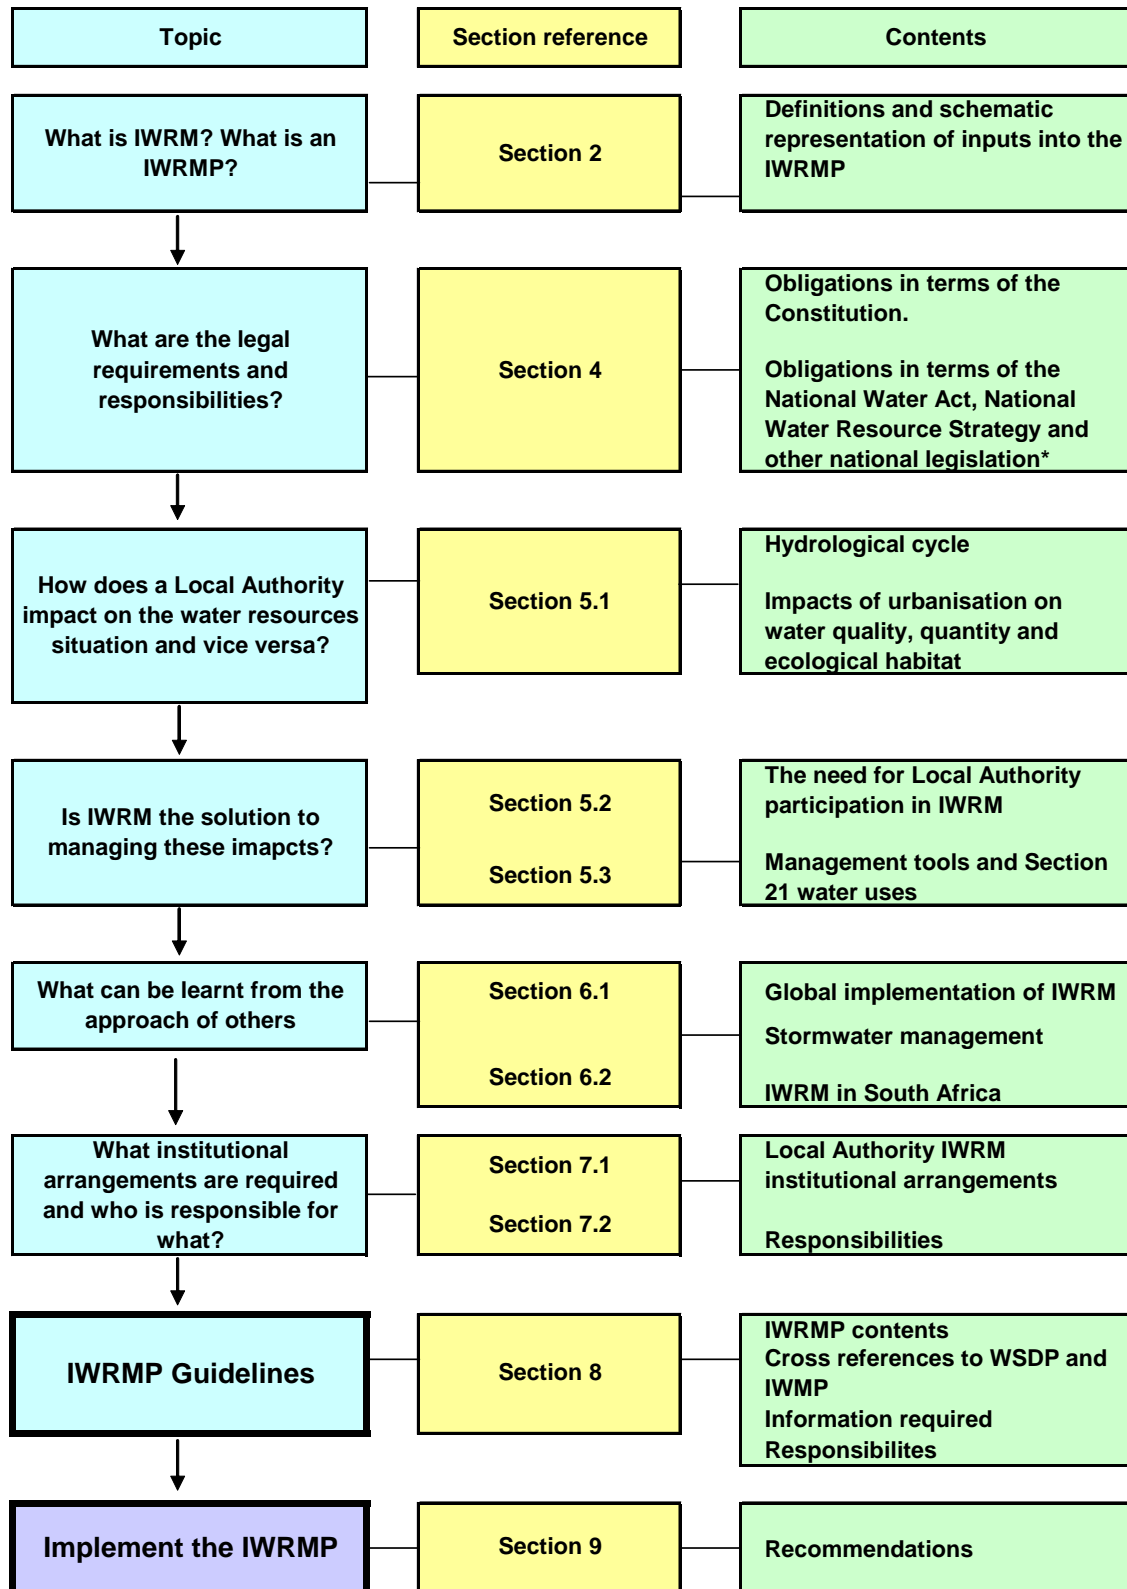 Topic
Section reference
Contents
What is IWRM? What is an
IWRMP?
Section 2
Definitions and schematic
representation of inputs into the
IWRMP
What are the legal
requirements and
responsibilities?
Section 4
Obligations in terms of the
Constitution.
Obligations in terms of the
National Water Act, National
Water Resource Strategy and
other national legislation*
How does a Local Authority
impact on the water resources
situation and vice versa?
Section 5.1
Hydrological cycle
Impacts of urbanisation on
water quality, quantity and
ecological habitat
Is IWRM the solution to
managing these imapcts?
Section 5.2
Section 5.3
The need for Local Authority
participation in IWRM
Management tools and Section
21 water uses
What can be learnt from the
approach of others
Section 6.1
Section 6.2
Global implementation of IWRM
Stormwater management
IWRM in South Africa
What institutional
arrangements are required
and who is responsible for
what?
Section 7.1
Section 7.2
Local Authority IWRM
institutional arrangements
Responsibilities
IWRMP Guidelines
Section 8
IWRMP contents
Cross references to WSDP and
IWMP
Information required
Responsibilites
Implement the IWRMP
Section 9
Recommendations